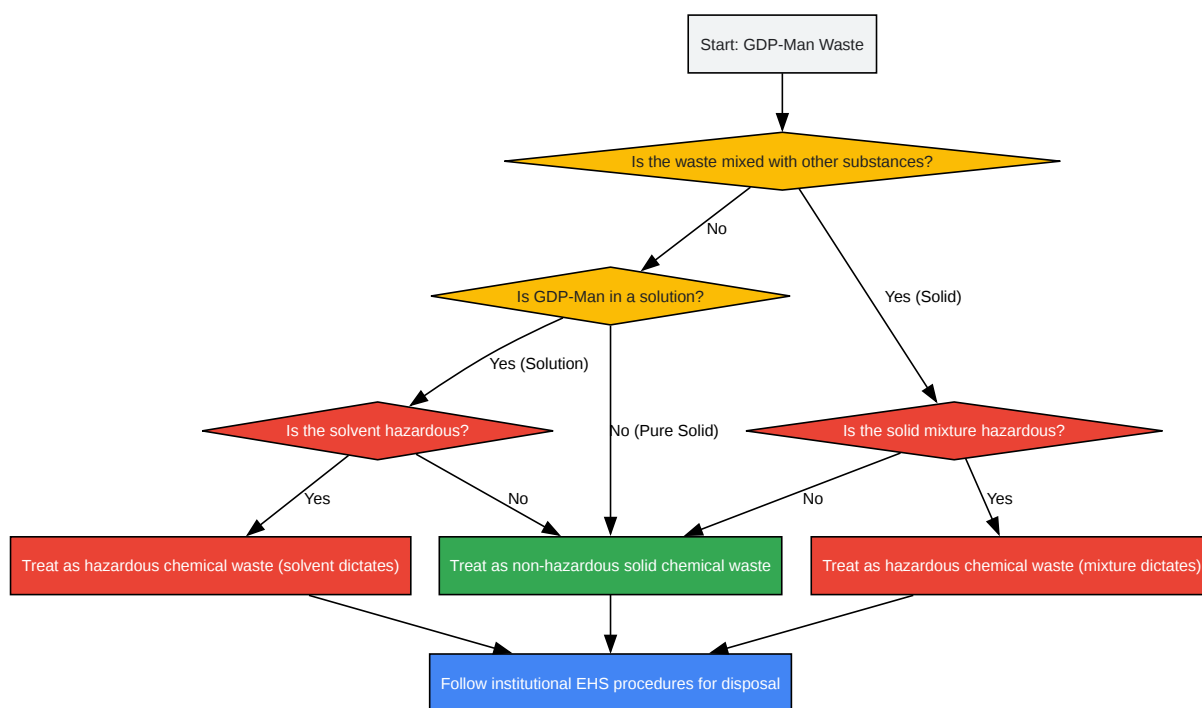 Start: GDP-Man Waste
Is the waste mixed with other substances?
No
Is GDP-Man in a solution?
Yes (Solid)
Yes (Solution)
Is the solvent hazardous?
No (Pure Solid)
Is the solid mixture hazardous?
Yes
No
No
Yes
Treat as hazardous chemical waste (solvent dictates)
Treat as non-hazardous solid chemical waste
Treat as hazardous chemical waste (mixture dictates)
Follow institutional EHS procedures for disposal